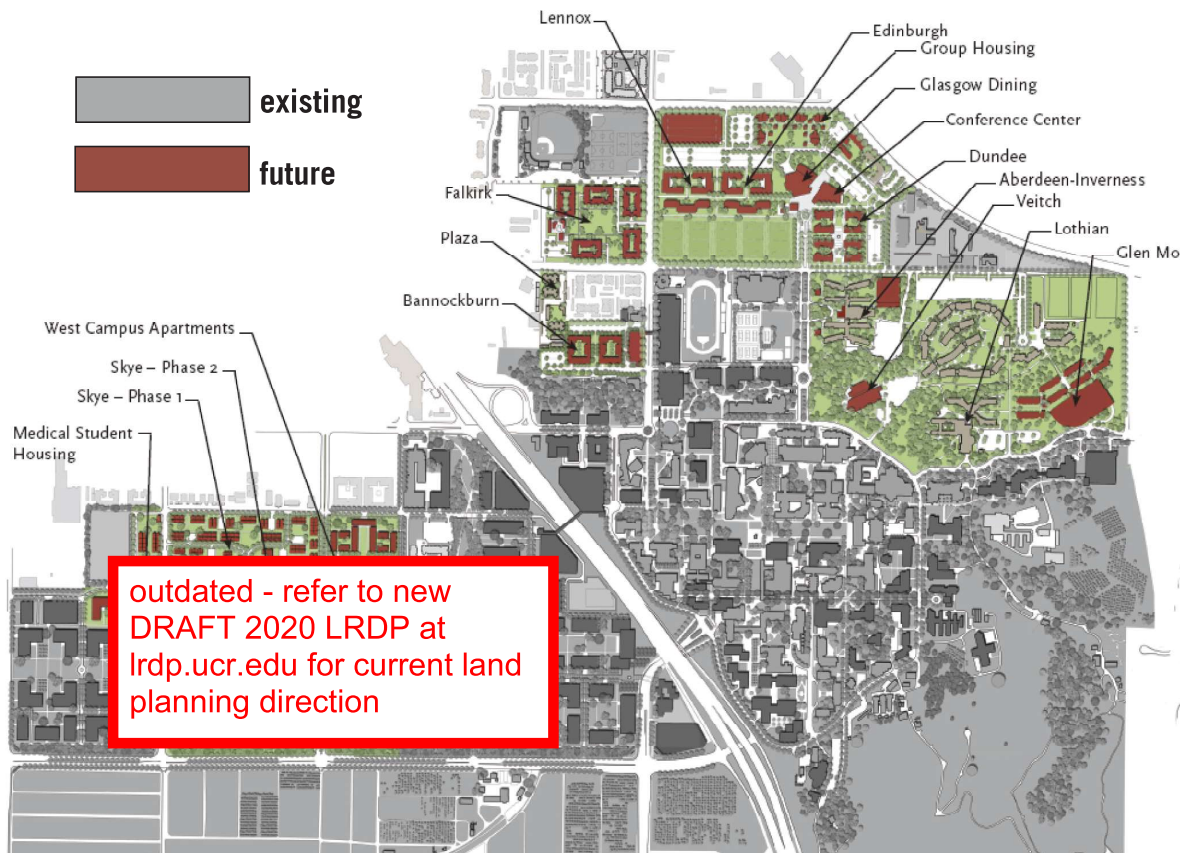 existing
future
Lennox
Edinburgh
Group Housing
Glasgow Dining
Conference Center
Dundee
Aberdeen-Inverness
Veitch
Lothian
Glen Mo
Falkirk
Plaza
Bannockburn
West Campus Apartments
Skye – Phase 2
Skye – Phase 1
Medical Student
Housing
outdated - refer to new
DRAFT 2020 LRDP at
lrdp.ucr.edu for current land
planning direction